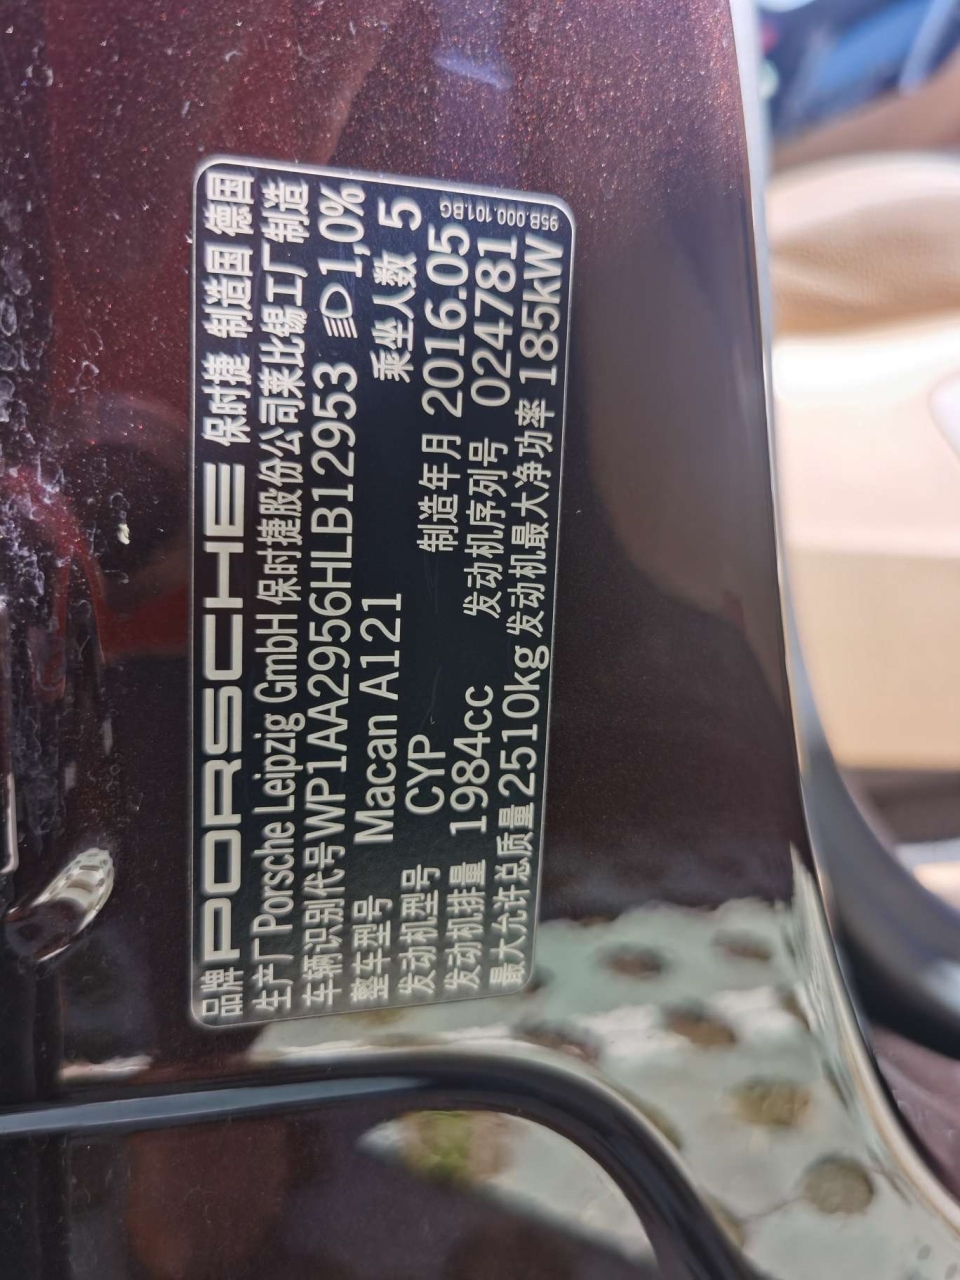 品牌 PORSCHE 保时捷 制造国 德国
生产厂 Porsche Leipzig GmbH 保时捷股份公司莱比锡工厂制造
车辆识别代号 WP1AA2956HLB12953 1,0%
整车型号 Macan A121 乘坐人数 5
发动机型号 CYP 制造年月 2016.05
发动机排量 1984cc 发动机序列号 024781
最大允许总质量 2510kg 发动机最大净功率 185kW
95B.000.101.BG